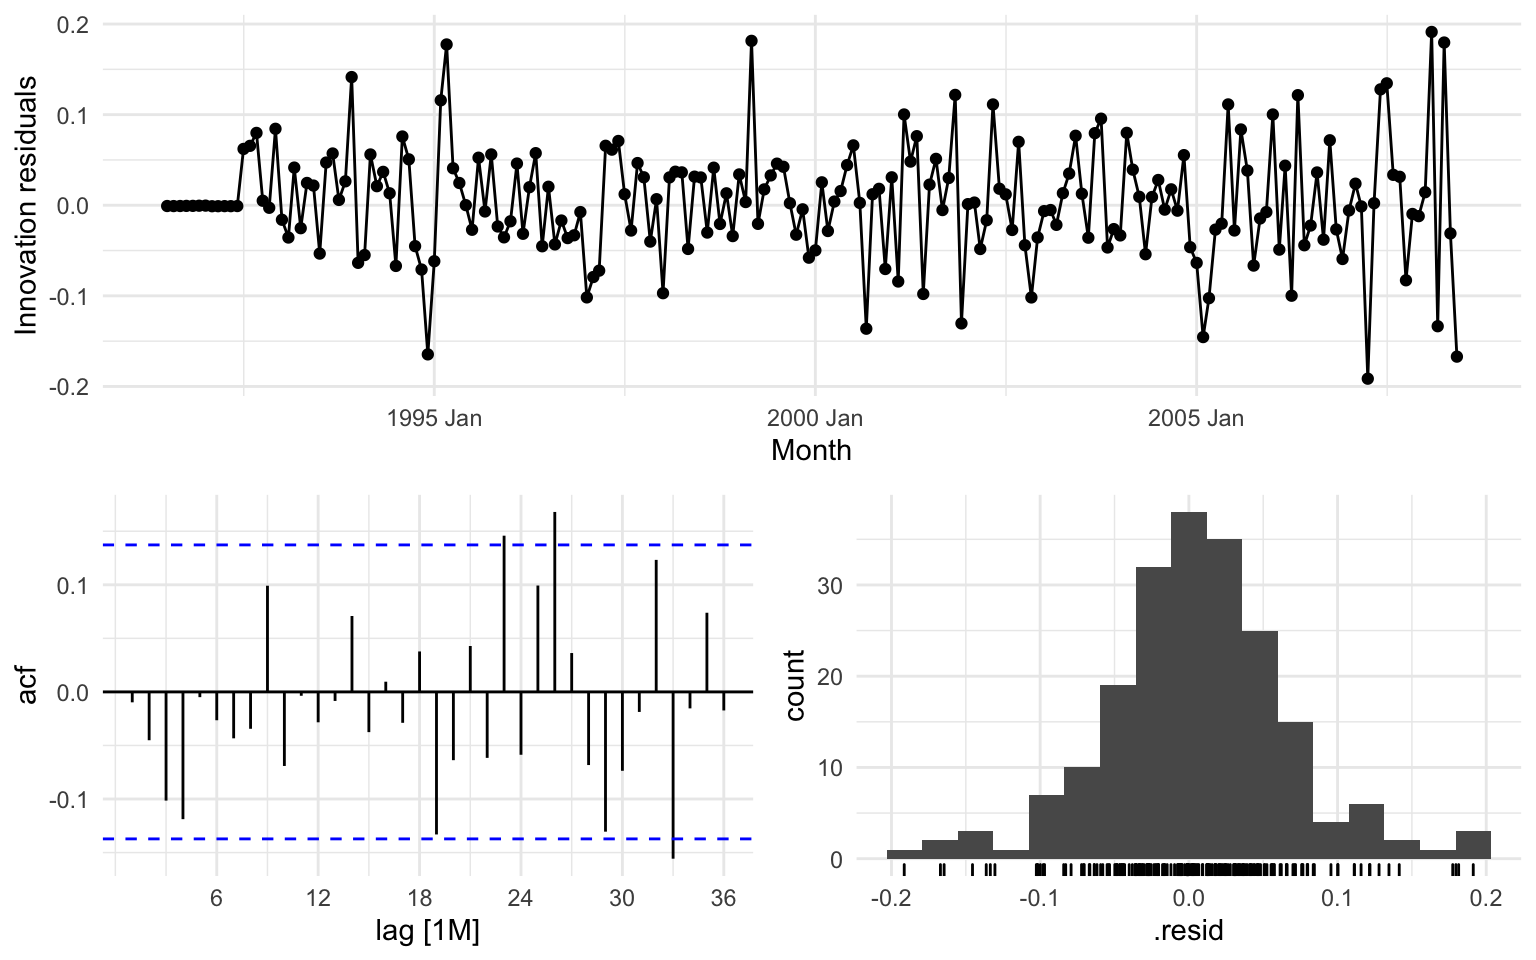 Innovation residuals
0.2
0.1
0.0
-0.1
-0.2
1995 Jan 2000 Jan 2005 Jan
Month
acf
0.1
0.0
-0.1
6 12 18 24 30 36
lag [1M]
count
30
20
10
0
-0.2 -0.1 0.0 0.1 0.2
.resid